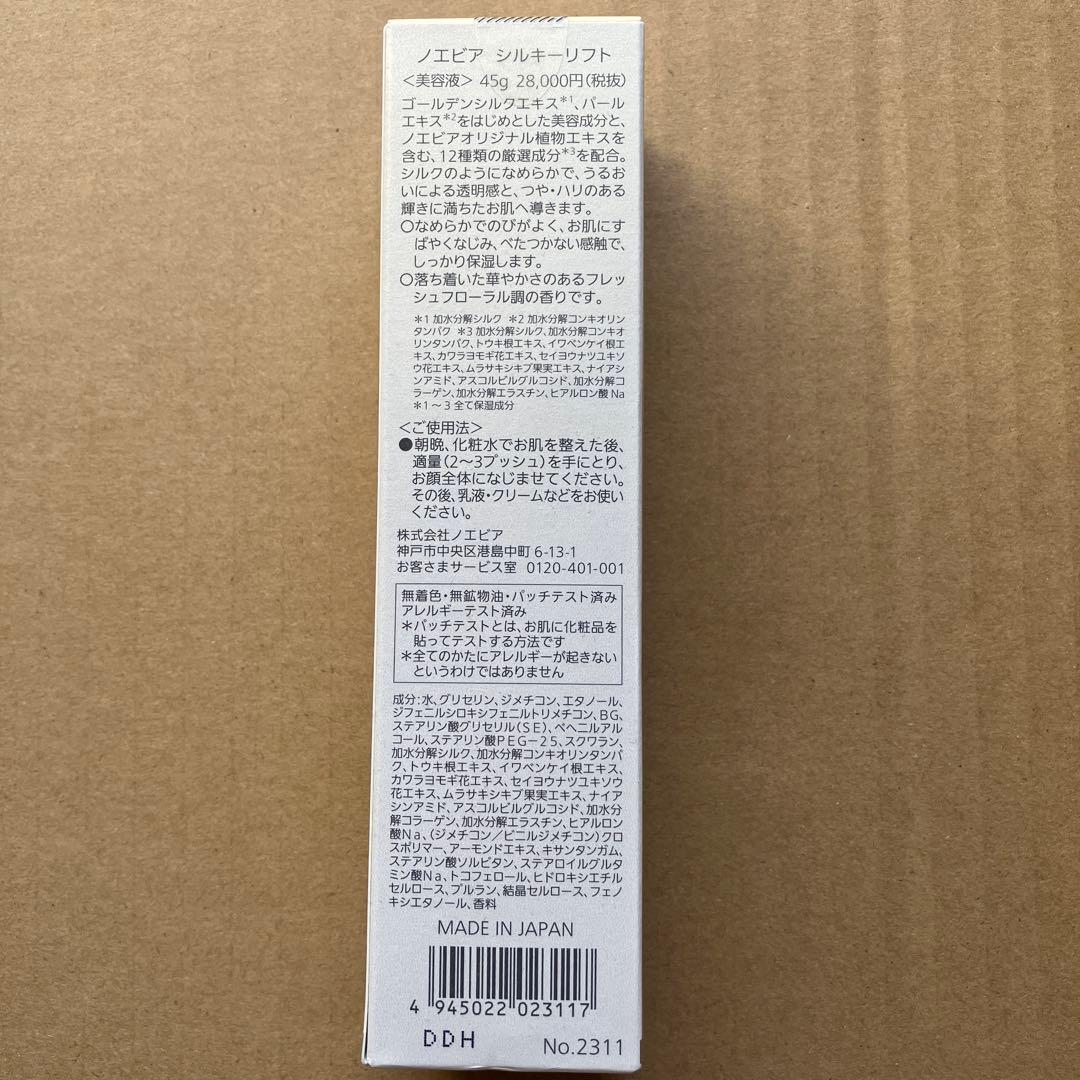 ノエビア シルキーリフト
＜美容液＞ 45g 28,000円（税抜）
ゴールデンシルクエキス＊1、パール
エキス＊2をはじめとした美容成分と、
ノエビアオリジナル植物エキスを
含む、12種類の厳選成分＊3を配合。
シルクのようになめらかで、うるお
いによる透明感と、つや・ハリのある
輝きに満ちたお肌へ導きます。
○なめらかでのびがよく、お肌にす
ばやくなじみ、べたつかない感触で、
しっかり保湿します。
○落ち着いた華やかさのあるフレッ
シュフローラル調の香りです。
＊1 加水分解シルク ＊2 加水分解コンキオリン
タンパク ＊3 加水分解シルク、加水分解コンキオ
リンタンパク、トウキ根エキス、イワベンケイ根エ
キス、カワラヨモギ花エキス、セイヨウナツユキソ
ウ花エキス、ムラサキシキブ果実エキス、ナイアシ
ンアミド、アスコルビルグルコシド、加水分解コ
ラーゲン、加水分解エラスチン、ヒアルロン酸Na
＊1～3 全て保湿成分
＜ご使用法＞
●朝晩、化粧水でお肌を整えた後、
適量（2～3プッシュ）を手にとり、
お顔全体になじませてください。
その後、乳液・クリームなどをお使い
ください。
株式会社ノエビア
神戸市中央区港島中町 6-13-1
お客さまサービス室 0120-401-001
無着色・無鉱物油・パッチテスト済み
アレルギーテスト済み
＊パッチテストとは、お肌に化粧品を
貼ってテストする方法です
＊全てのかたにアレルギーが起きない
というわけではありません
成分：水、グリセリン、ジメチコン、エタノール、
ジフェニルシロキシフェニルトリメチコン、BG、
ステアリン酸グリセリル（SE）、ベヘニルアル
コール、ステアリン酸PEG－25、スクワラン、
加水分解シルク、加水分解コンキオリンタンパ
ク、トウキ根エキス、イワベンケイ根エキス、
カワラヨモギ花エキス、セイヨウナツユキソウ
花エキス、ムラサキシキブ果実エキス、ナイア
シンアミド、アスコルビルグルコシド、加水分
解コラーゲン、加水分解エラスチン、ヒアルロン
酸Na、（ジメチコン／ビニルジメチコン）クロ
スポリマー、アーモンドエキス、キサンタンガム、
ステアリン酸ソルビタン、ステアロイルグルタ
ミン酸Na、トコフェロール、ヒドロキシエチル
セルロース、プルラン、結晶セルロース、フェノ
キシエタノール、香料
MADE IN JAPAN
4 945022 023117
DDH
No.2311